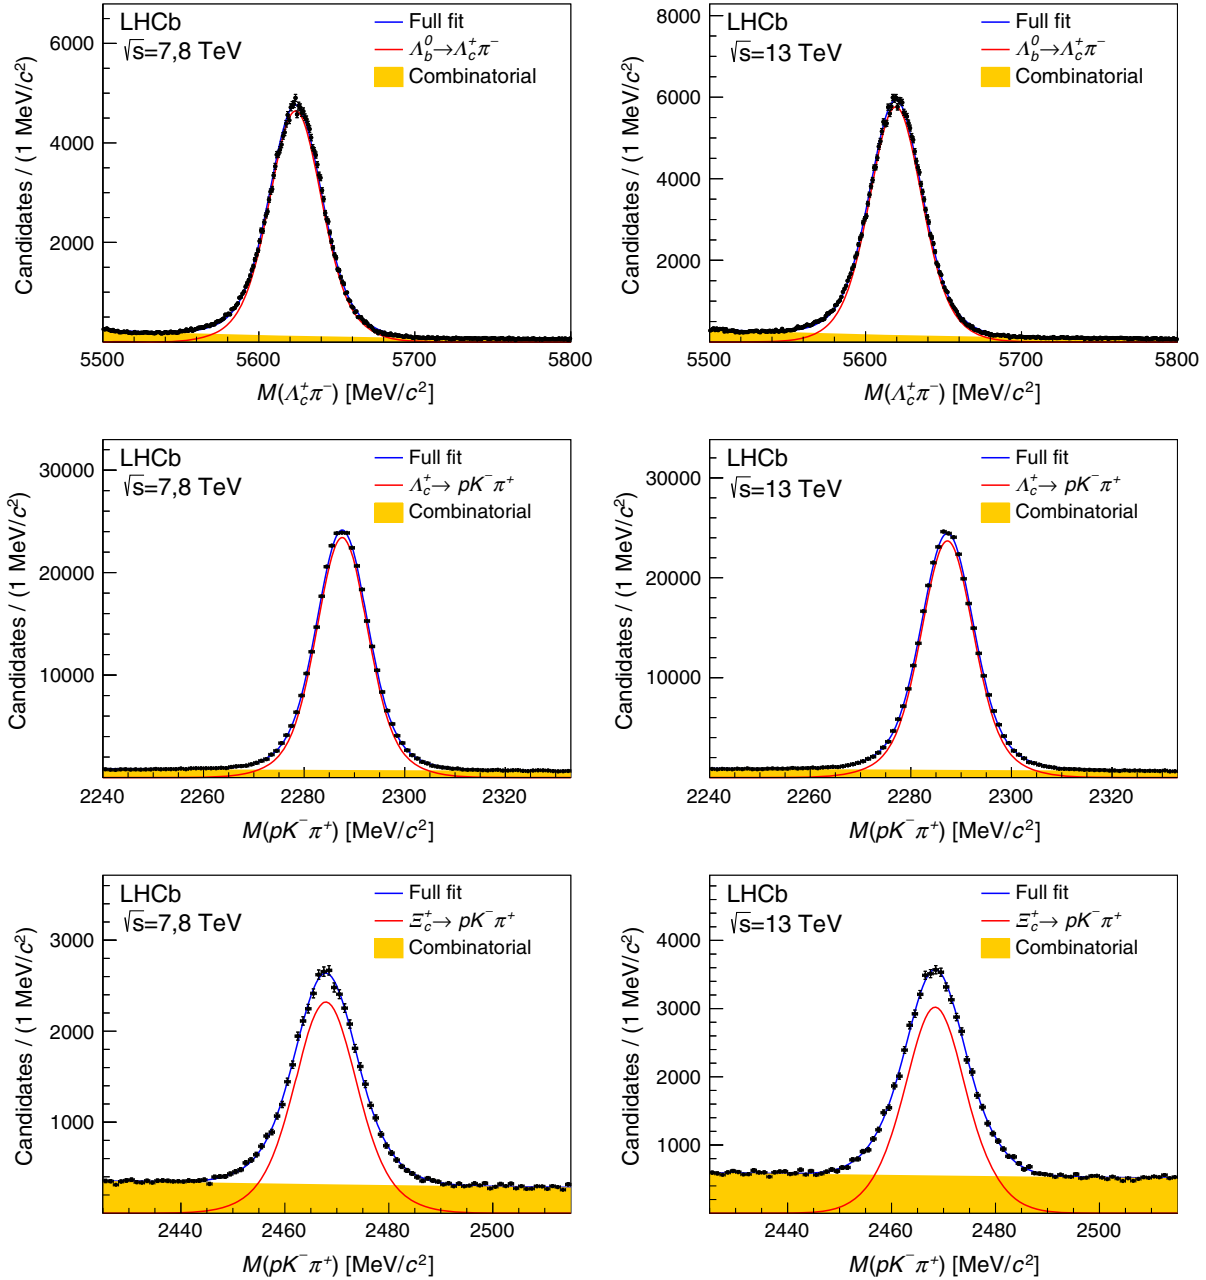 LHCb
√s=7,8 TeV
Full fit
Λb0→Λc+π−
Combinatorial
6000
4000
2000
5500 5600 5700 5800
Candidates / (1 MeV/c2)
M(Λc+π−) [MeV/c2]
LHCb
√s=13 TeV
Full fit
Λb0→Λc+π−
Combinatorial
8000
6000
4000
2000
5500 5600 5700 5800
Candidates / (1 MeV/c2)
M(Λc+π−) [MeV/c2]
LHCb
√s=7,8 TeV
Full fit
Λc+→ pK−π+
Combinatorial
30000
20000
10000
2240 2260 2280 2300 2320
Candidates / (1 MeV/c2)
M(pK−π+) [MeV/c2]
LHCb
√s=13 TeV
Full fit
Λc+→ pK−π+
Combinatorial
30000
20000
10000
2240 2260 2280 2300 2320
Candidates / (1 MeV/c2)
M(pK−π+) [MeV/c2]
LHCb
√s=7,8 TeV
Full fit
Ξc+→ pK−π+
Combinatorial
3000
2000
1000
2440 2460 2480 2500
Candidates / (1 MeV/c2)
M(pK−π+) [MeV/c2]
LHCb
√s=13 TeV
Full fit
Ξc+→ pK−π+
Combinatorial
4000
3000
2000
1000
2440 2460 2480 2500
Candidates / (1 MeV/c2)
M(pK−π+) [MeV/c2]